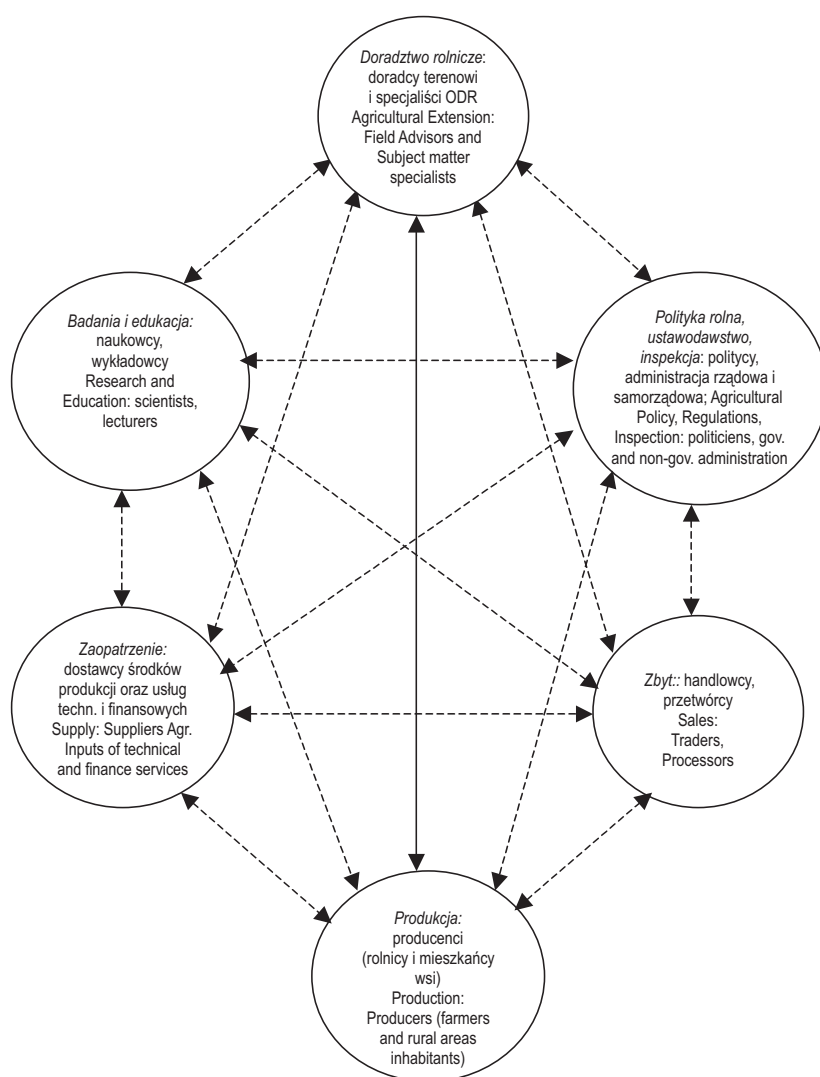 Doradztwo rolnicze:
doradcy terenowi
i specjaliści ODR
Agricultural Extension:
Field Advisors and
Subject matter
specialists
Badania i edukacja:
naukowcy,
wykładowcy
Research and
Education: scientists,
lecturers
Polityka rolna,
ustawodawstwo,
inspekcja: politycy,
administracja rządowa i
samorządowa; Agricultural
Policy, Regulations,
Inspection: politiciens, gov.
and non-gov. administration
Zaopatrzenie:
dostawcy środków
produkcji oraz usług
techn. i finansowych
Supply: Suppliers Agr.
Inputs of technical
and finance services
Zbyt:: handlowcy,
przetwórcy
Sales:
Traders,
Processors
Produkcja:
producenci
(rolnicy i mieszkańcy
wsi)
Production:
Producers (farmers
and rural areas
inhabitants)